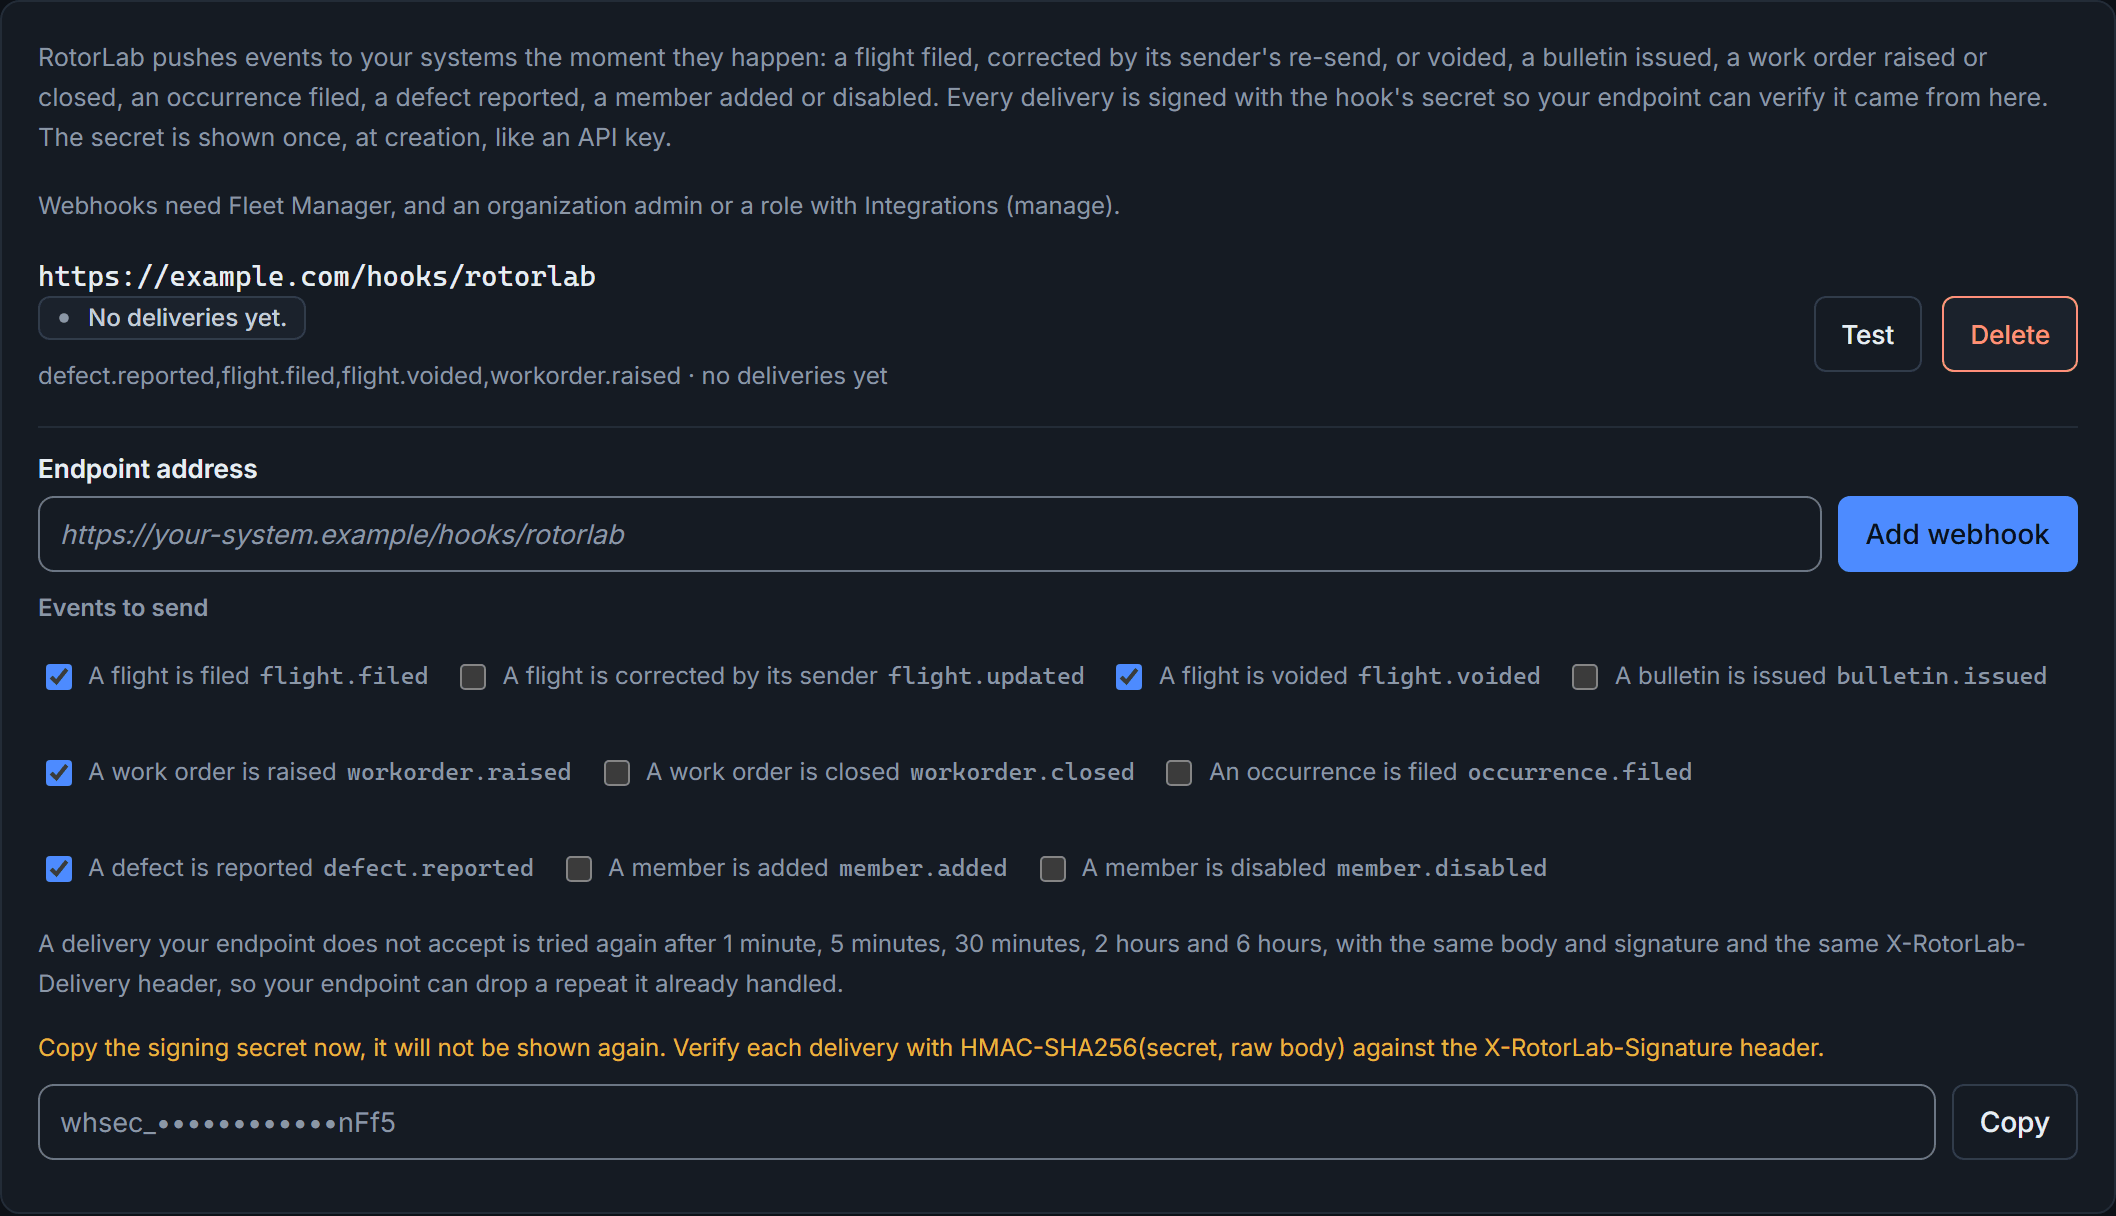 RotorLab pushes events to your systems the moment they happen: a flight filed, corrected by its sender's re-send, or voided, a bulletin issued, a work order raised or
closed, an occurrence filed, a defect reported, a member added or disabled. Every delivery is signed with the hook's secret so your endpoint can verify it came from here.
The secret is shown once, at creation, like an API key.
Webhooks need Fleet Manager, and an organization admin or a role with Integrations (manage).
https://example.com/hooks/rotorlab
• No deliveries yet.
Test
Delete
defect.reported,flight.filed,flight.voided,workorder.raised · no deliveries yet
Endpoint address
https://your-system.example/hooks/rotorlab
Add webhook
Events to send
A flight is filed flight.filed
A flight is corrected by its sender flight.updated
A flight is voided flight.voided
A bulletin is issued bulletin.issued
A work order is raised workorder.raised
A work order is closed workorder.closed
An occurrence is filed occurrence.filed
A defect is reported defect.reported
A member is added member.added
A member is disabled member.disabled
A delivery your endpoint does not accept is tried again after 1 minute, 5 minutes, 30 minutes, 2 hours and 6 hours, with the same body and signature and the same X-RotorLab-
Delivery header, so your endpoint can drop a repeat it already handled.
Copy the signing secret now, it will not be shown again. Verify each delivery with HMAC-SHA256(secret, raw body) against the X-RotorLab-Signature header.
whsec_••••••••••••nFf5
Copy